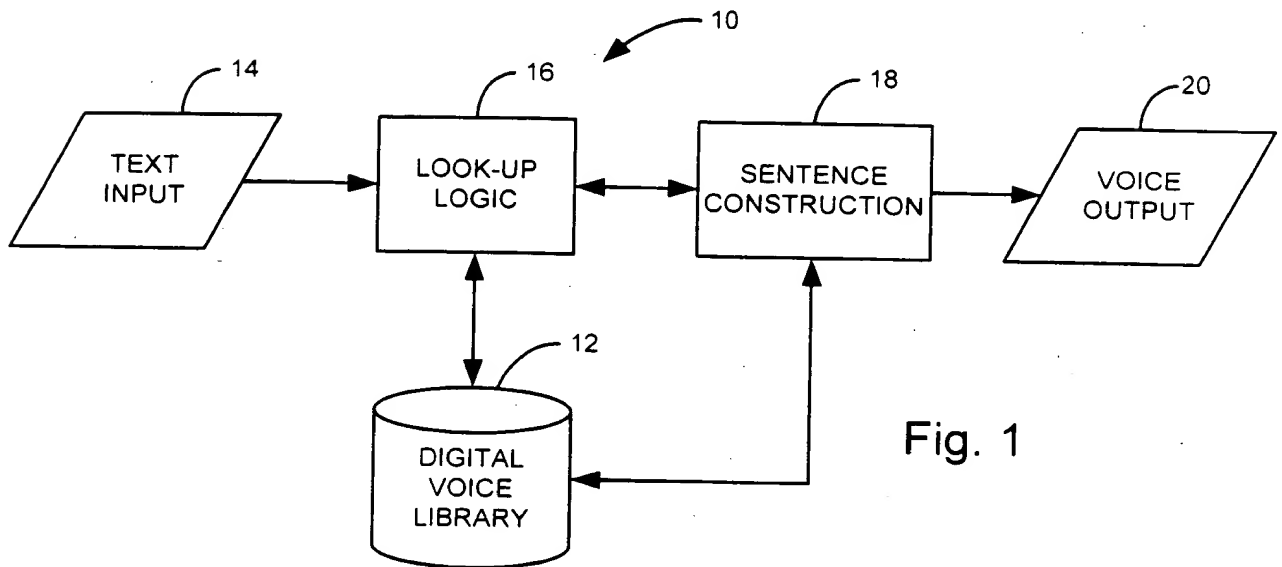 10
14
16
18
20
TEXT
INPUT
LOOK-UP
LOGIC
SENTENCE
CONSTRUCTION
VOICE
OUTPUT
12
DIGITAL
VOICE
LIBRARY
Fig. 1